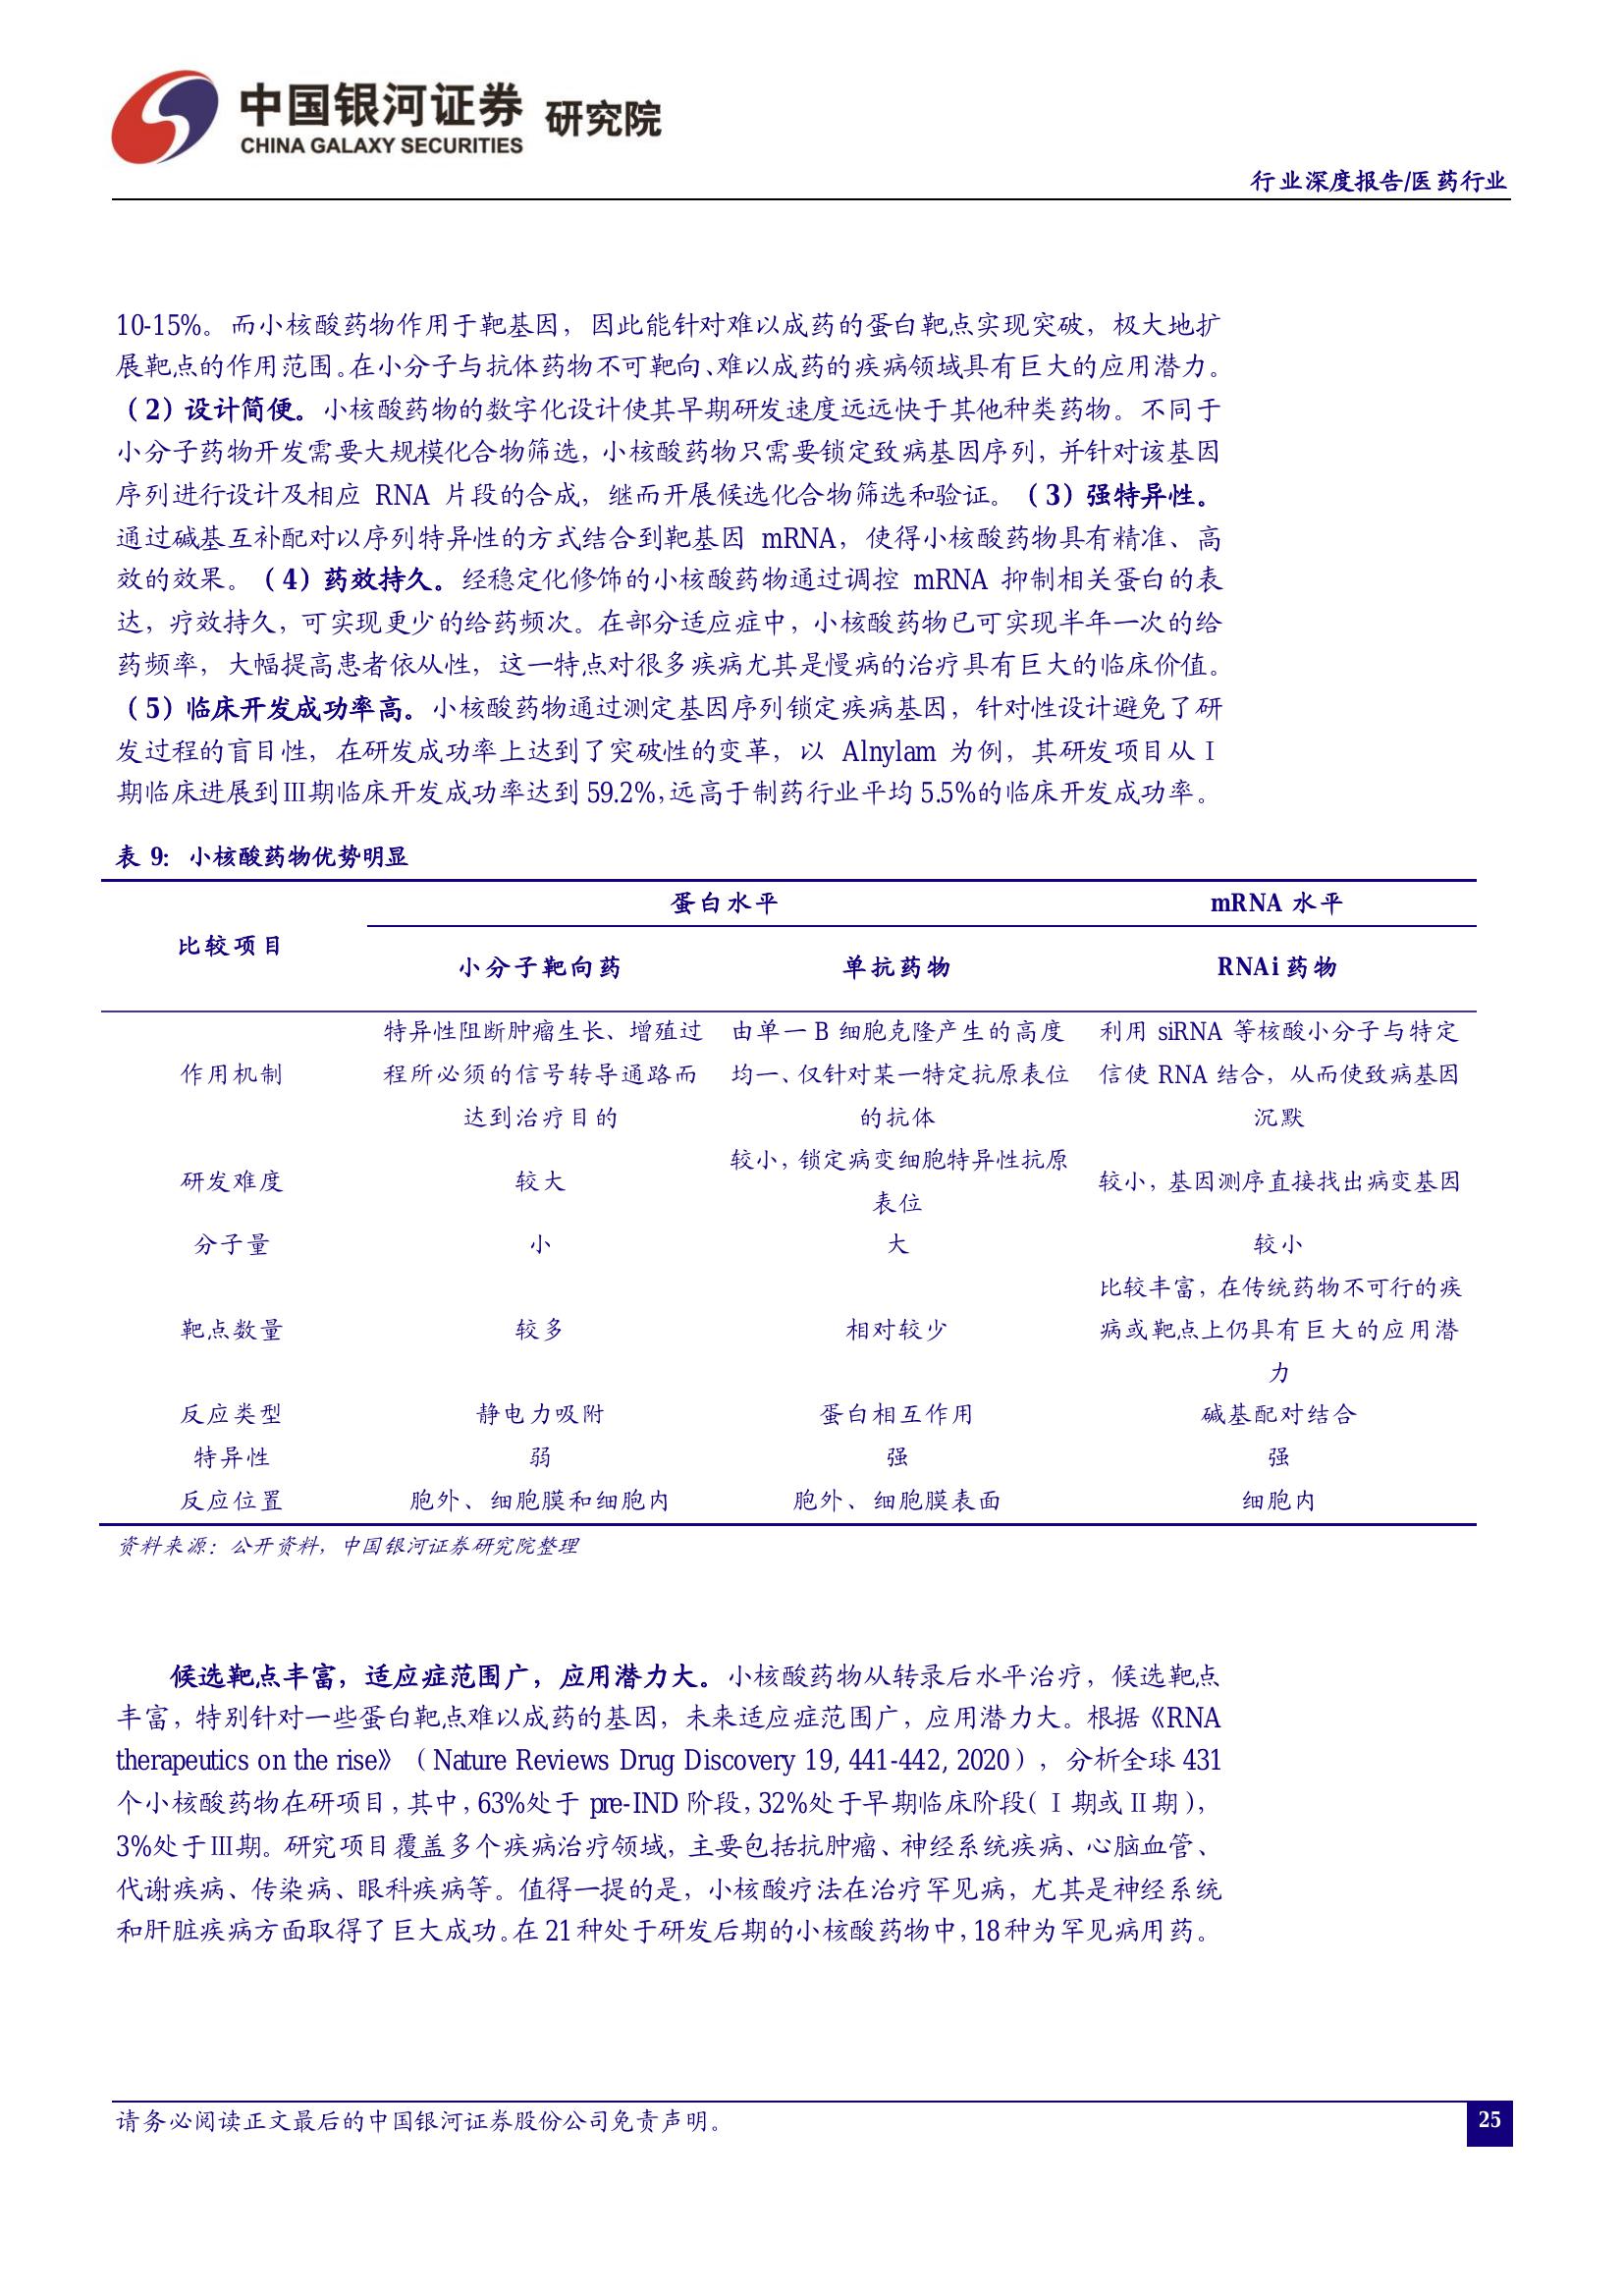 中国银河证券 研究院
CHINA GALAXY SECURITIES
行业深度报告/医药行业
10-15%。而小核酸药物作用于靶基因，因此能针对难以成药的蛋白靶点实现突破，极大地扩
展靶点的作用范围。在小分子与抗体药物不可靶向、难以成药的疾病领域具有巨大的应用潜力。
（2）设计简便。小核酸药物的数字化设计使其早期研发速度远远快于其他种类药物。不同于
小分子药物开发需要大规模化合物筛选，小核酸药物只需要锁定致病基因序列，并针对该基因
序列进行设计及相应 RNA 片段的合成，继而开展候选化合物筛选和验证。（3）强特异性。
通过碱基互补配对以序列特异性的方式结合到靶基因 mRNA，使得小核酸药物具有精准、高
效的效果。（4）药效持久。经稳定化修饰的小核酸药物通过调控 mRNA 抑制相关蛋白的表
达，疗效持久，可实现更少的给药频次。在部分适应症中，小核酸药物已可实现半年一次的给
药频率，大幅提高患者依从性，这一特点对很多疾病尤其是慢病的治疗具有巨大的临床价值。
（5）临床开发成功率高。小核酸药物通过测定基因序列锁定疾病基因，针对性设计避免了研
发过程的盲目性，在研发成功率上达到了突破性的变革，以 Alnylam 为例，其研发项目从Ⅰ
期临床进展到Ⅲ期临床开发成功率达到 59.2%，远高于制药行业平均 5.5%的临床开发成功率。
表 9：小核酸药物优势明显
比较项目 蛋白水平 mRNA 水平
小分子靶向药 单抗药物 RNAi 药物
作用机制 特异性阻断肿瘤生长、增殖过 由单一 B 细胞克隆产生的高度 利用 siRNA 等核酸小分子与特定
程所必须的信号转导通路而 均一、仅针对某一特定抗原表位 信使 RNA 结合，从而使致病基因
达到治疗目的 的抗体 沉默
研发难度 较大 较小，锁定病变细胞特异性抗原 较小，基因测序直接找出病变基因
表位
分子量 小 大 较小
靶点数量 较多 相对较少 比较丰富，在传统药物不可行的疾
病或靶点上仍具有巨大的应用潜
力
反应类型 静电力吸附 蛋白相互作用 碱基配对结合
特异性 弱 强 强
反应位置 胞外、细胞膜和细胞内 胞外、细胞膜表面 细胞内
资料来源：公开资料，中国银河证券研究院整理
候选靶点丰富，适应症范围广，应用潜力大。小核酸药物从转录后水平治疗，候选靶点
丰富，特别针对一些蛋白靶点难以成药的基因，未来适应症范围广，应用潜力大。根据《RNA
therapeutics on the rise》（Nature Reviews Drug Discovery 19, 441-442, 2020），分析全球 431
个小核酸药物在研项目，其中，63%处于 pre-IND 阶段，32%处于早期临床阶段（Ⅰ期或Ⅱ期），
3%处于Ⅲ期。研究项目覆盖多个疾病治疗领域，主要包括抗肿瘤、神经系统疾病、心脑血管、
代谢疾病、传染病、眼科疾病等。值得一提的是，小核酸疗法在治疗罕见病，尤其是神经系统
和肝脏疾病方面取得了巨大成功。在 21 种处于研发后期的小核酸药物中，18 种为罕见病用药。
请务必阅读正文最后的中国银河证券股份公司免责声明。
25